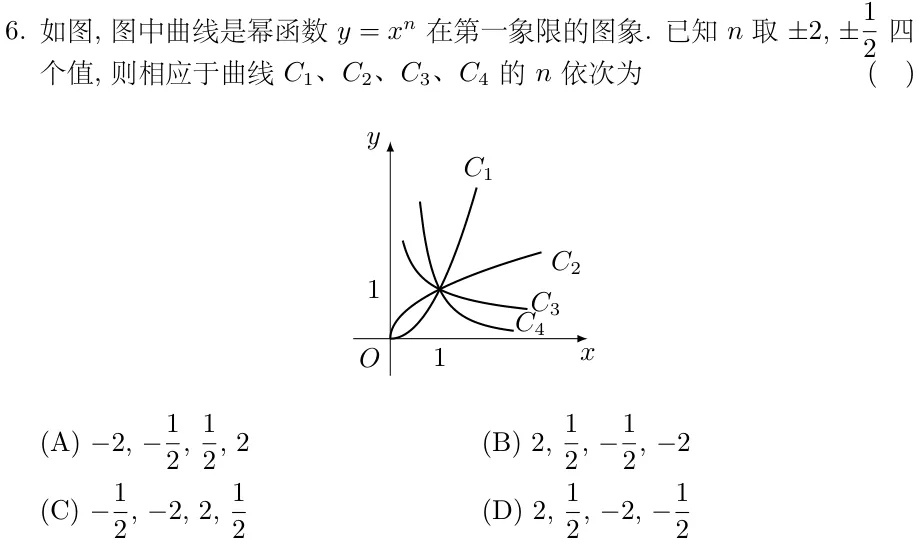 6. 如图, 图中曲线是幂函数 y = xⁿ 在第一象限的图象. 已知 n 取 ±2, ±1/2 四
个值, 则相应于曲线 C₁、C₂、C₃、C₄ 的 n 依次为 ( )
y
C₁
C₂
1
C₃
C₄
O 1 x
(A) −2, −1/2, 1/2, 2 (B) 2, 1/2, −1/2, −2
(C) −1/2, −2, 2, 1/2 (D) 2, 1/2, −2, −1/2